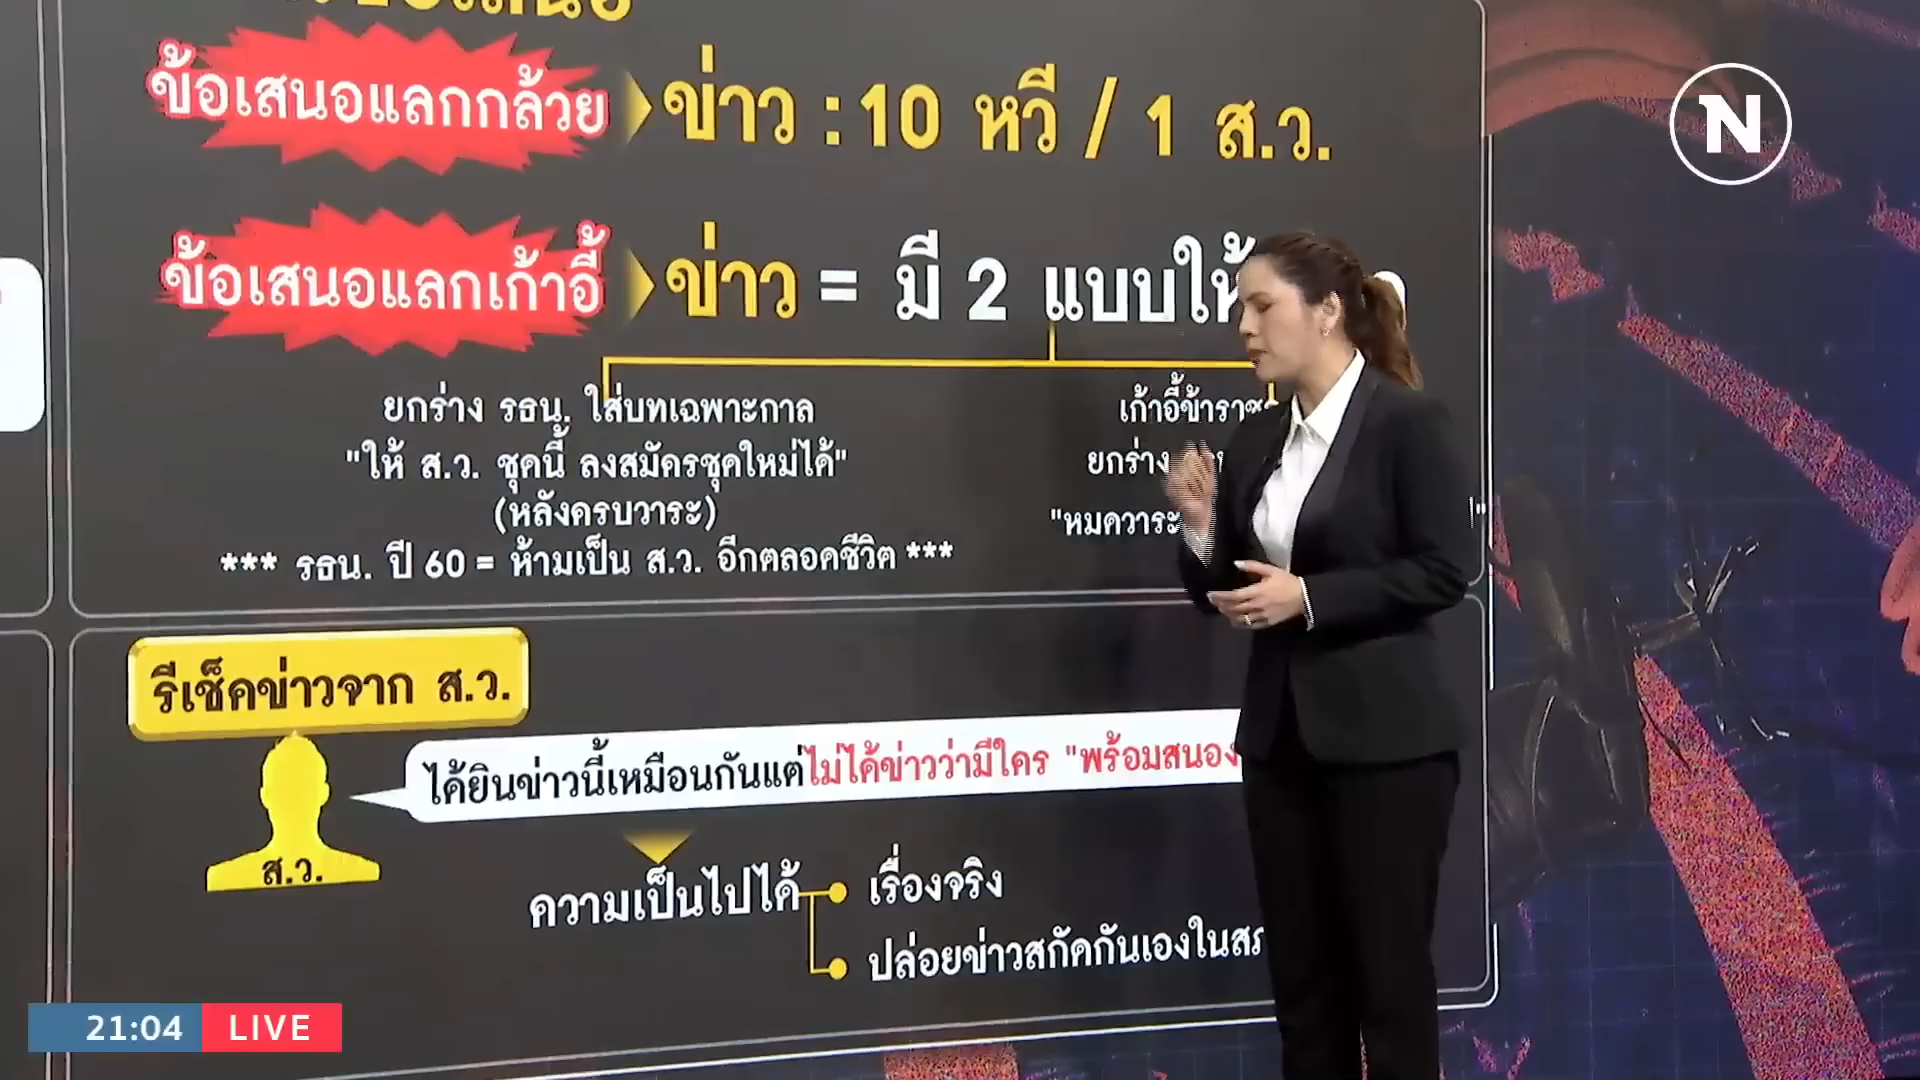 ข้อเสนอแลกกล้วย ข่าว : 10 หวี / 1 ส.ว.
N
ข้อเสนอแลกเก้าอี้ ข่าว = มี 2 แบบให้
ยกร่าง รธน. ใส่บทเฉพาะกาล
"ให้ ส.ว. ชุดนี้ ลงสมัครชุดใหม่ได้"
(หลังครบวาระ)
*** รธน. ปี 60 = ห้ามเป็น ส.ว. อีกตลอดชีวิต ***
ยกร่าง
"หมดวาระ
รีเช็คข่าวจาก ส.ว.
ส.ว.
ได้ยินข่าวนี้เหมือนกันแต่ไม่ได้ข่าวว่ามีใคร "พร้อมสนอง
ความเป็นไปได้
เรื่องจริง
ปล่อยข่าวสกัดกันเองใน
21:04 LIVE